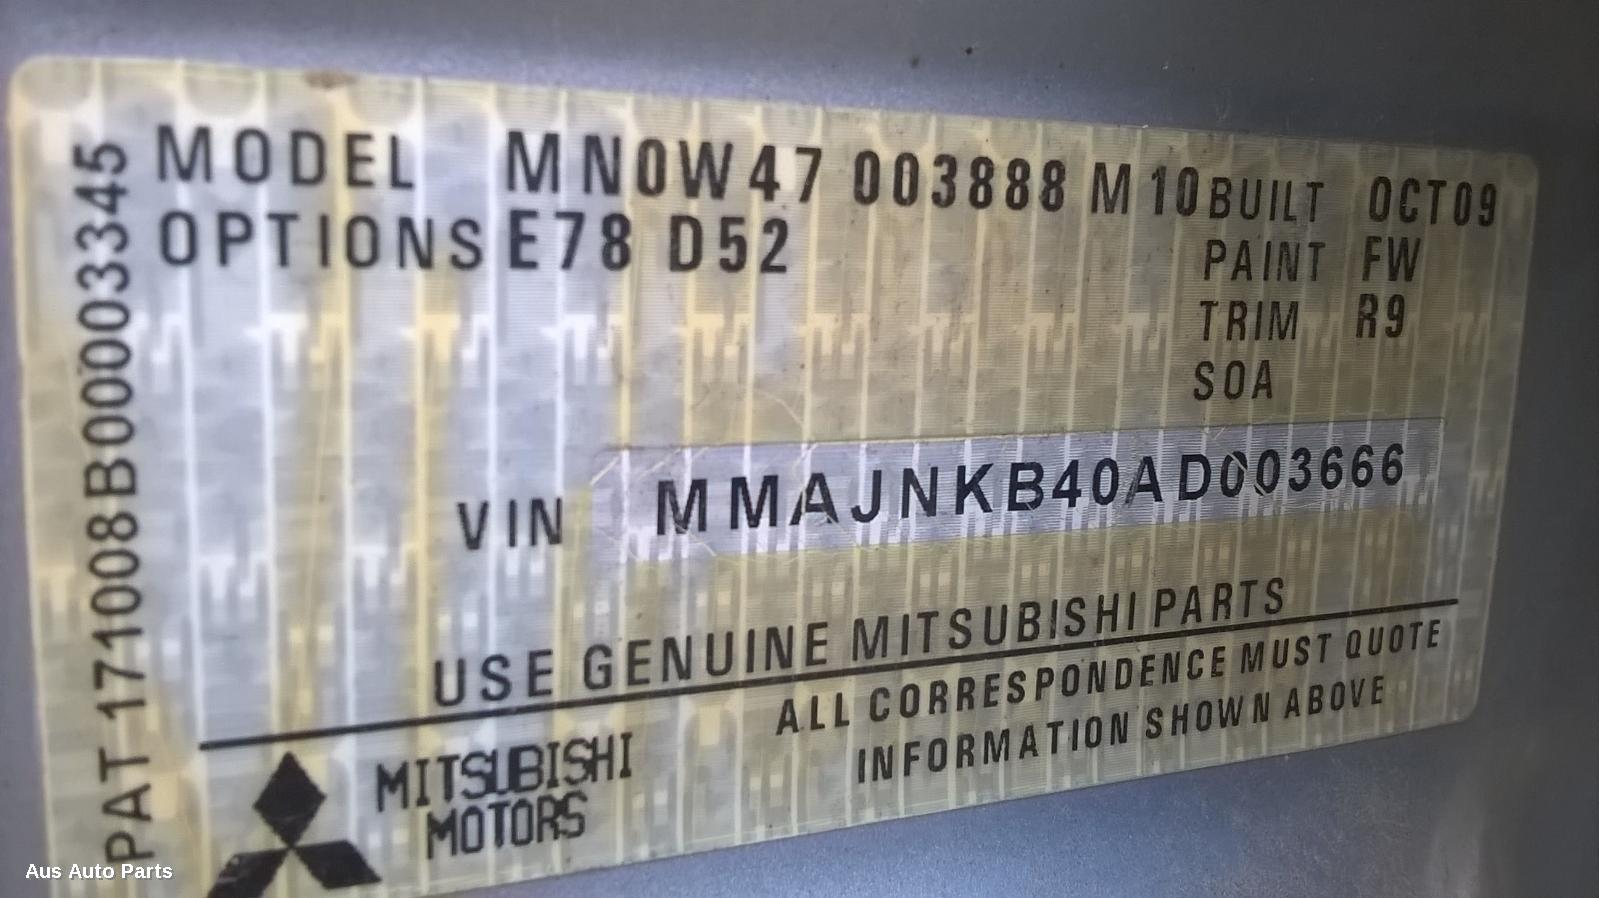 MODEL MN0W47 003888 M10 BUILT OCT09
OPTIONS E78 D52 PAINT FW
TRIM R9
SOA
VIN MMAJNKB40AD003666
USE GENUINE MITSUBISHI PARTS
ALL CORRESPONDENCE MUST QUOTE
INFORMATION SHOWN ABOVE
MITSUBISHI
MOTORS
PAT 171008B00003345
Aus Auto Parts